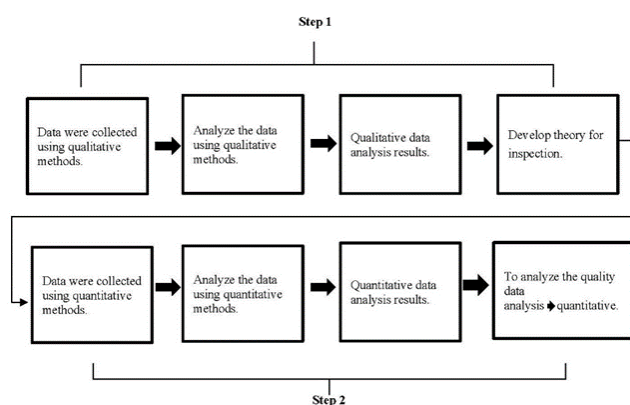 Step 1
Data were collected
using qualitative
methods.
Analyze the data
using qualitative
methods.
Qualitative data
analysis results.
Develop theory for
inspection.
Data were collected
using quantitative
methods.
Analyze the data
using quantitative
methods.
Quantitative data
analysis results.
To analyze the quality
data
analysis quantitative.
Step 2